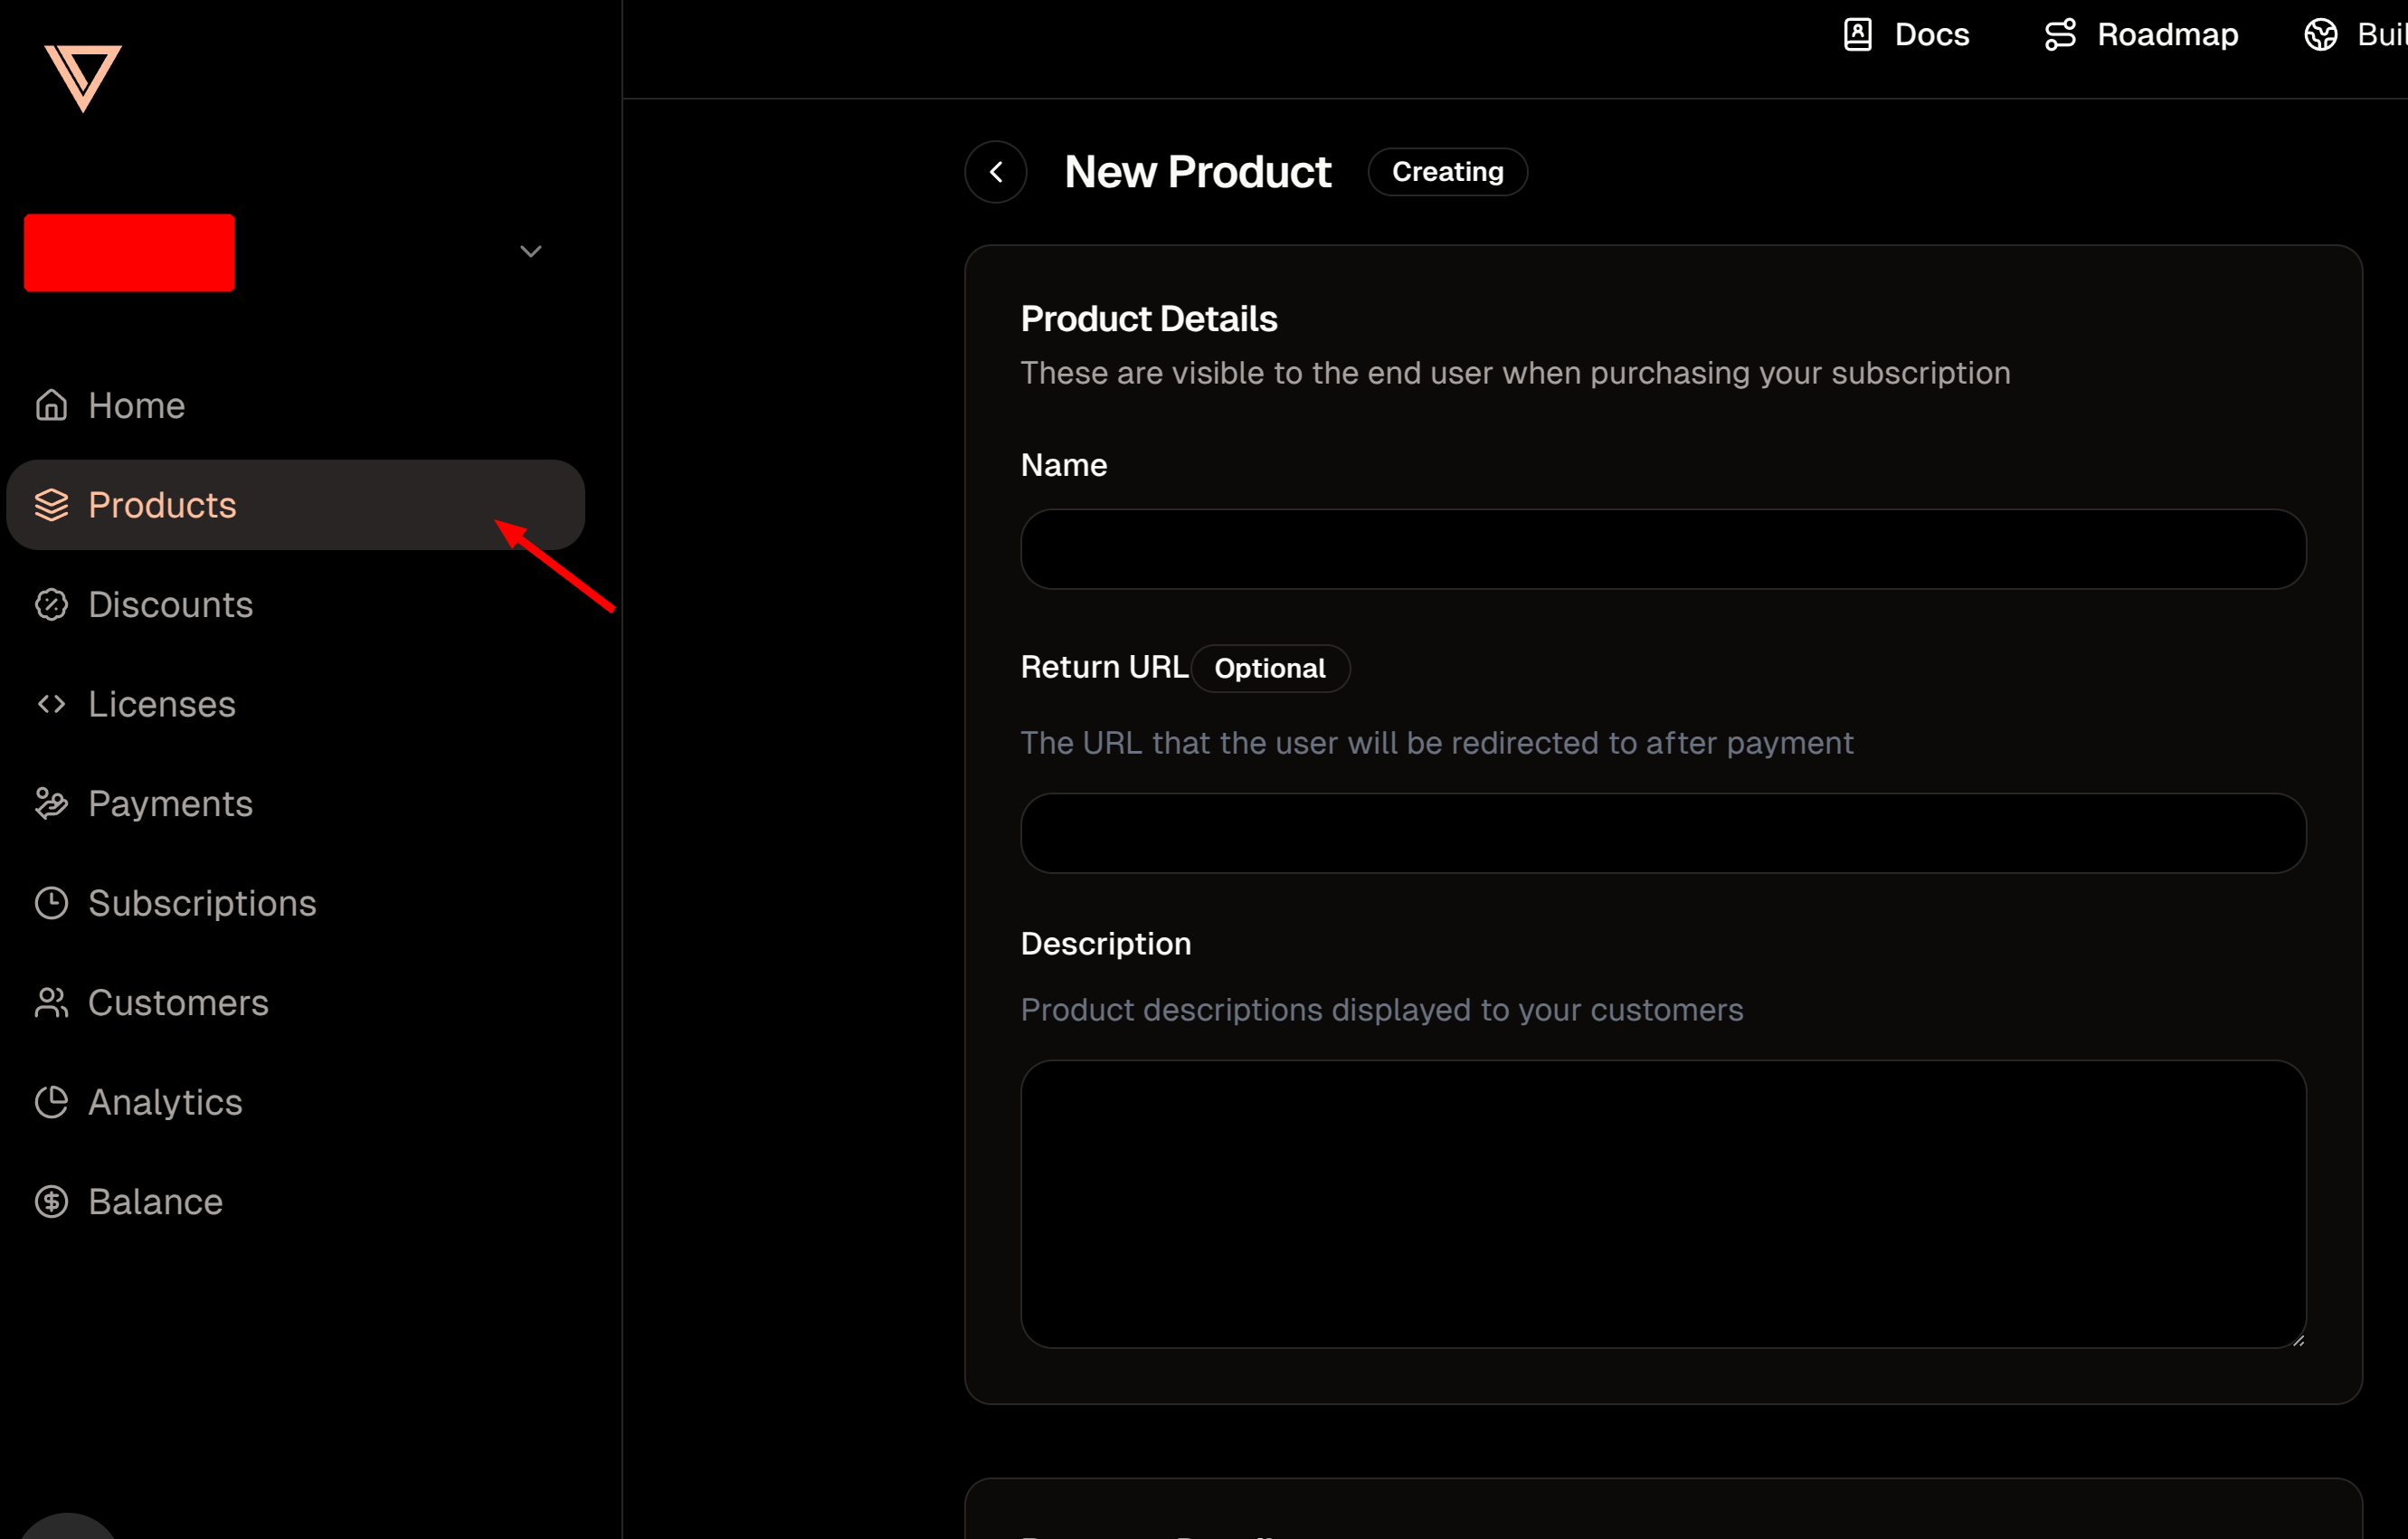 Docs
Roadmap
New Product
Creating
Product Details
These are visible to the end user when purchasing your subscription
Name
Return URL
Optional
The URL that the user will be redirected to after payment
Description
Product descriptions displayed to your customers
Home
Products
Discounts
Licenses
Payments
Subscriptions
Customers
Analytics
Balance